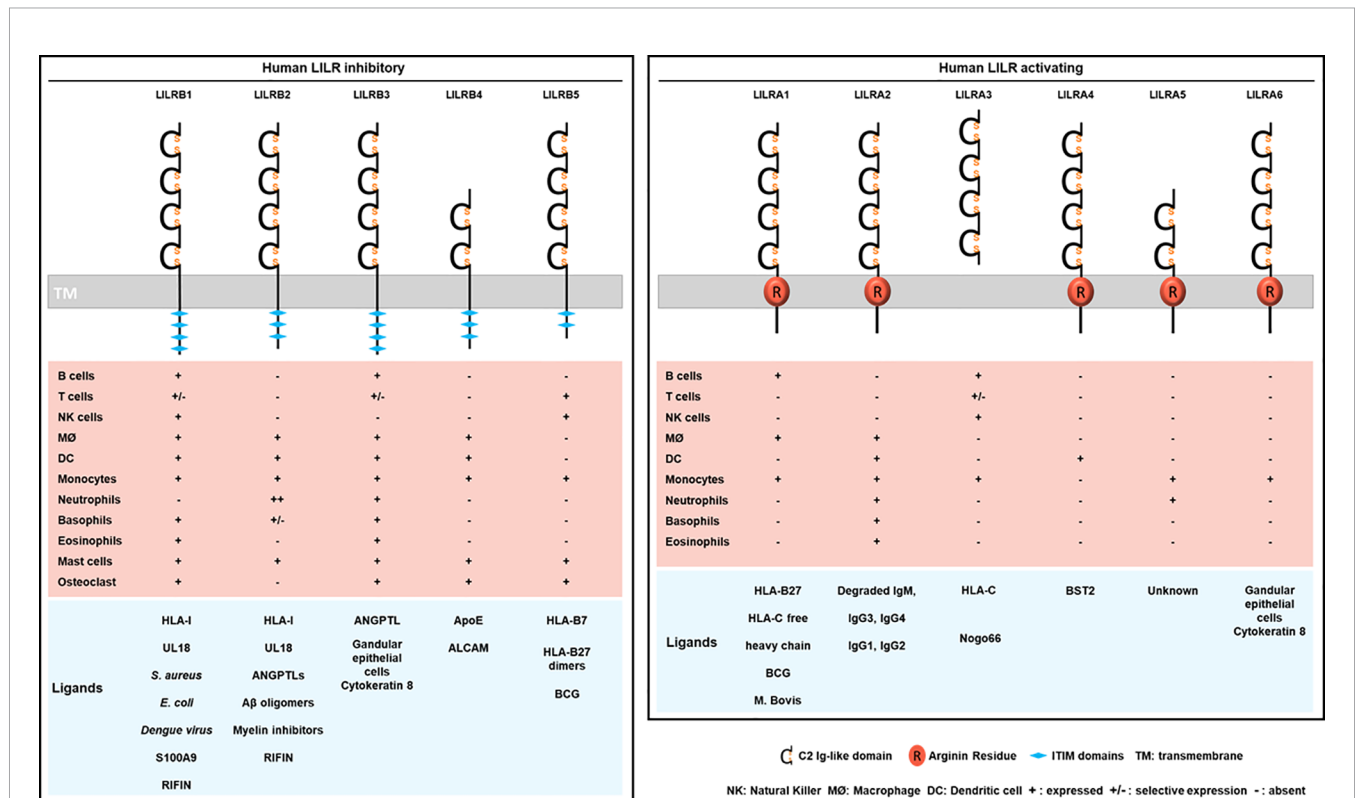 Human LILR inhibitory
LILRB1 LILRB2 LILRB3 LILRB4 LILRB5
TM
B cells + - + - -
T cells +/- - +/- - +
NK cells + - - - +
MØ + + + + -
DC + + + + -
Monocytes + + + + +
Neutrophils - ++ + - -
Basophils + +/- + - -
Eosinophils + - + - -
Mast cells + + + + +
Osteoclast + - + + +
Ligands
HLA-I
UL18
S. aureus
E. coli
Dengue virus
S100A9
RIFIN
HLA-I
UL18
ANGPTLs
Aβ oligomers
Myelin inhibitors
RIFIN
ANGPTL
Gandular
epithelial
cells
Cytokeratin 8
ApoE
ALCAM
HLA-B7
HLA-B27
dimers
BCG
Human LILR activating
LILRA1 LILRA2 LILRA3 LILRA4 LILRA5 LILRA6
R R R R R
B cells + - + - - -
T cells - - +/- - - -
NK cells - - + - - -
MØ + + - - - -
DC - + - + - -
Monocytes + + + - + +
Neutrophils - + - - + -
Basophils - + - - - -
Eosinophils - + - - - -
Ligands
HLA-B27
HLA-C free
heavy chain
BCG
M. Bovis
Degraded IgM,
IgG3, IgG4
IgG1, IgG2
HLA-C
Nogo66
BST2
Unknown
Gandular
epithelial
cells
Cytokeratin 8
C2 Ig-like domain R Arginin Residue ITIM domains TM: transmembrane
NK: Natural Killer MØ: Macrophage DC: Dendritic cell + : expressed +/- : selective expression - : absent